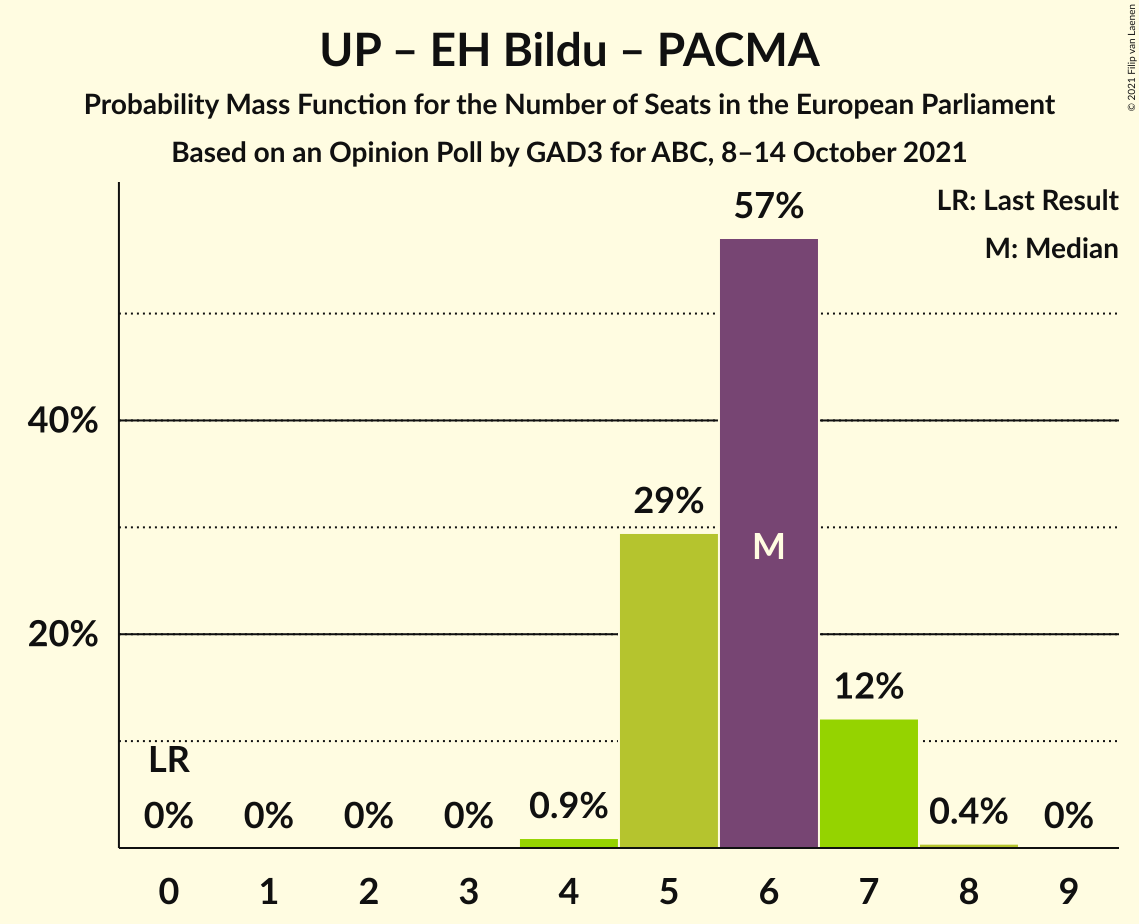 UP – EH Bildu – PACMA
Probability Mass Function for the Number of Seats in the European Parliament
Based on an Opinion Poll by GAD3 for ABC, 8–14 October 2021
© 2021 Filip van Laenen
LR: Last Result
M: Median
57%
40%
29%
M
20%
12%
LR
0%
0%
0%
0%
0.9%
0.4%
0%
0 1 2 3 4 5 6 7 8 9